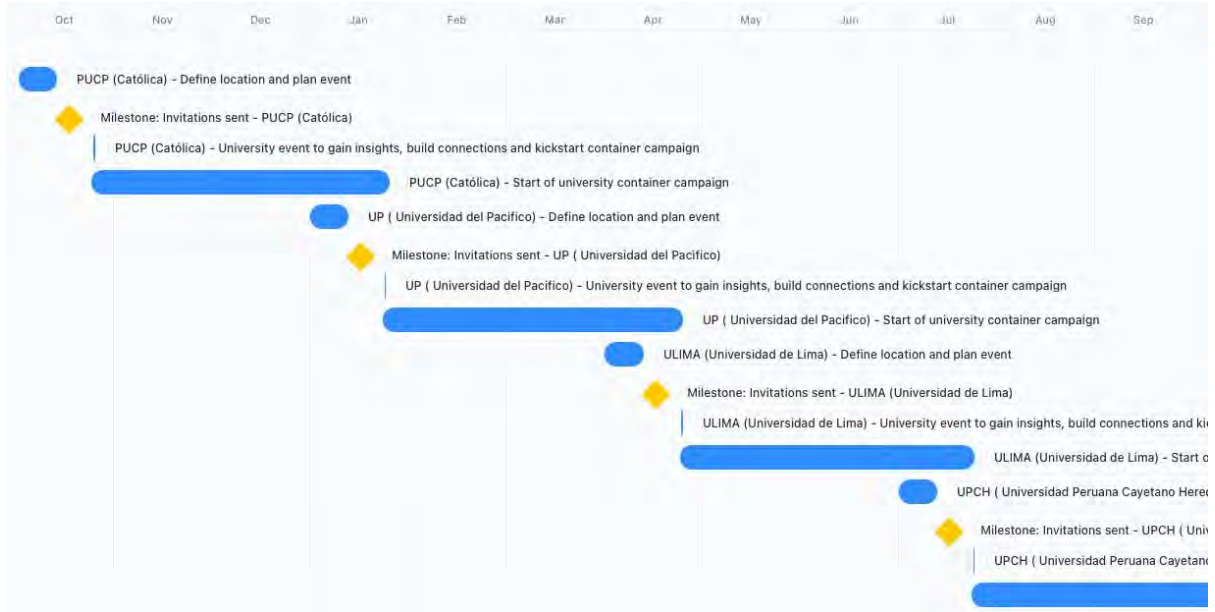 Oct Nov Dec Jan Feb Mar Apr May Jun Jul Aug Sep
PUCP (Católica) – Define location and plan event
Milestone: Invitations sent – PUCP (Católica)
PUCP (Católica) – University event to gain insights, build connections and kickstart container campaign
PUCP (Católica) – Start of university container campaign
UP ( Universidad del Pacifico) – Define location and plan event
Milestone: Invitations sent – UP ( Universidad del Pacifico)
UP ( Universidad del Pacifico) – University event to gain insights, build connections and kickstart container campaign
UP ( Universidad del Pacifico) – Start of university container campaign
ULIMA (Universidad de Lima) – Define location and plan event
Milestone: Invitations sent – ULIMA (Universidad de Lima)
ULIMA (Universidad de Lima) – University event to gain insights, build connections and ki
ULIMA (Universidad de Lima) – Start o
UPCH ( Universidad Peruana Cayetano Hered
Milestone: Invitations sent – UPCH ( Univ
UPCH ( Universidad Peruana Cayetano